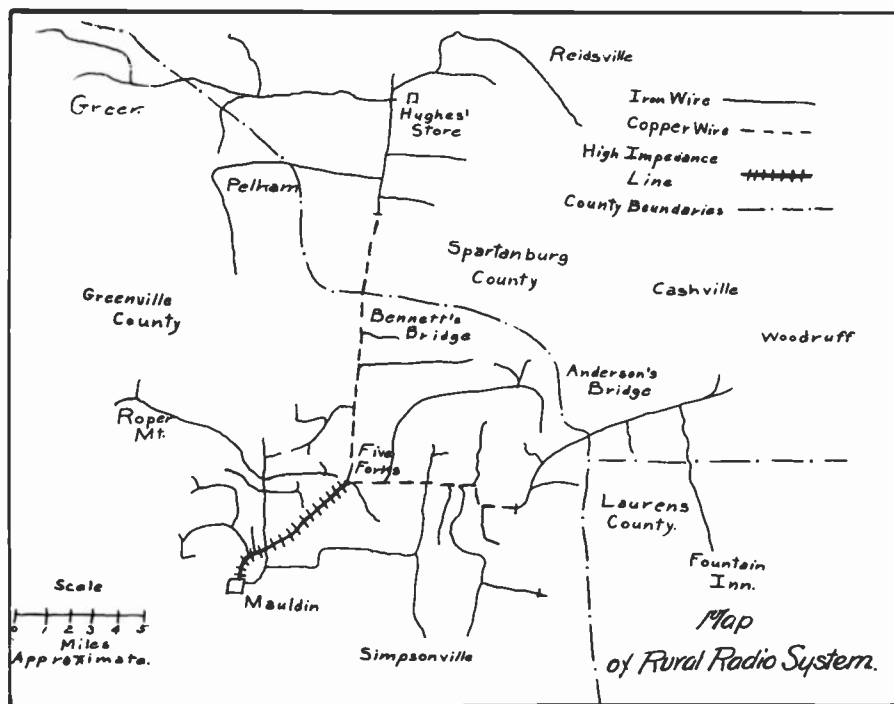 Reidsville
Greer.
Hughes'
Store
Iron Wire
Copper Wire
High Impedance
Line
County Boundaries
Pelham
Spartanburg
County
Greenville
County
Cashville
Bennett's
Bridge
Woodruff
Anderson's
Bridge
Roper
Mt.
Five
Forks
Laurens
County.
Fountain
Inn.
Scale
0 1 2 3 4 5
Miles
Approximate.
Mauldin
Simpsonville
Map
of Rural Radio System.